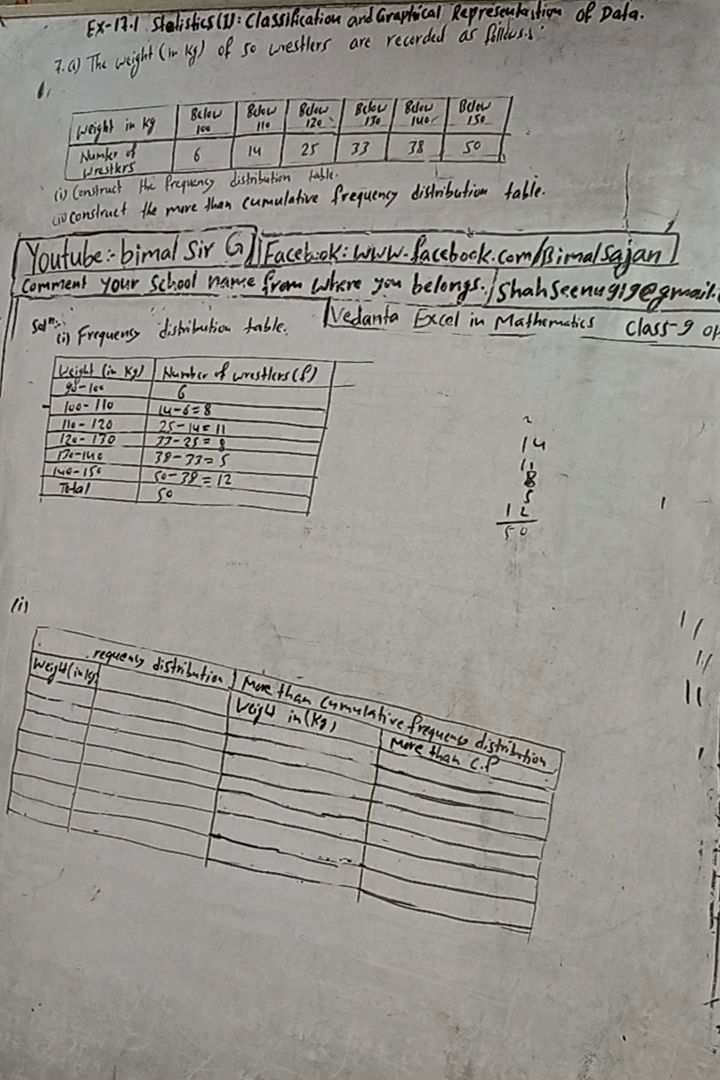 Ex-17.1 Statistics(I): Classification and Graphical Representation of Data.
7.a) The weight (in kg) of 50 wrestlers are recorded as follows:
Weight in kg Below 100 Below 110 Below 120 Below 130 Below 140 Below 150
Number of wrestlers 6 14 25 33 38 50
(i) Construct the frequency distribution table.
(ii) Construct the more than cumulative frequency distribution table.
Youtube:- bimal Sir G Facebook: www.facebook.com/Bimalsajan
Comment your School name from where you belongs. /Shahseenu919@gmail.
Vedanta Excel in Mathematics Class-9 Of
Solⁿ:-
(i) Frequency distribution table.
Weight (in kg) Number of wrestlers (f)
90-100 6
100-110 14-6=8
110-120 25-14=11
120-130 33-25=8
130-140 38-33=5
140-150 50-38=12
Total 50
2
14
11
8
5
12
50
(ii)
requency distribution More than cumulative frequency distribution
Weight (in kg) Weight in (Kg) More than C.F